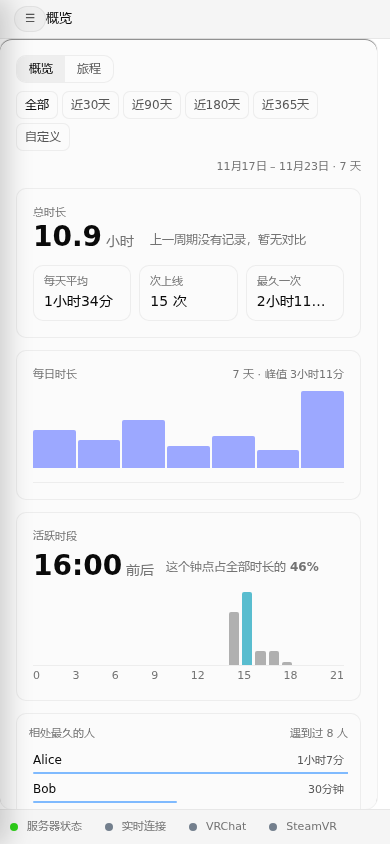 ☰ 概览
概览 旅程
全部 近30天 近90天 近180天 近365天
自定义
11月17日 – 11月23日 · 7 天
总时长
10.9 小时 上一周期没有记录，暂无对比
每天平均 次上线 最久一次
1小时34分 15 次 2小时11…
每日时长 7 天 · 峰值 3小时11分
活跃时段
16:00 前后 这个钟点占全部时长的 46%
0 3 6 9 12 15 18 21
相处最久的人 遇到过 8 人
Alice 1小时7分
Bob 30分钟
服务器状态 实时连接 VRChat SteamVR